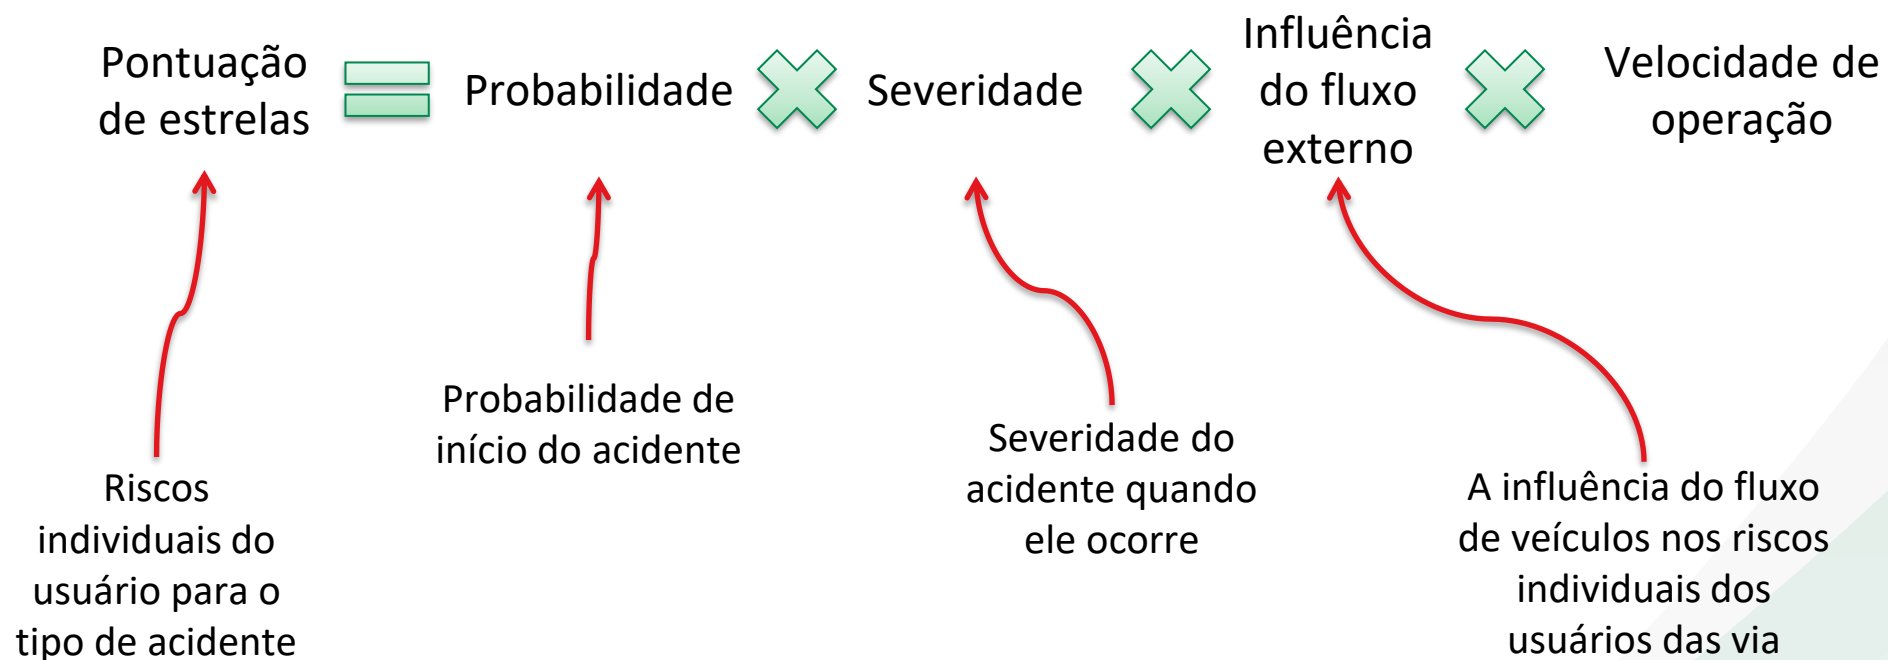 Pontuação
de estrelas
Probabilidade
Severidade
Influência
do fluxo
externo
Velocidade de
operação
Riscos
individuais do
usuário para o
tipo de acidente
Probabilidade de
início do acidente
Severidade do
acidente quando
ele ocorre
A influência do fluxo
de veículos nos riscos
individuais dos
usuários das via